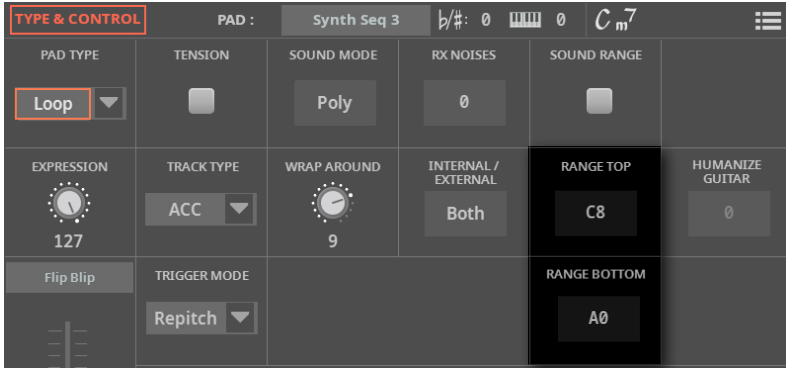 TYPE & CONTROL PAD : Synth Seq 3 ♭/♯: 0 0 Cm7
PAD TYPE TENSION SOUND MODE RX NOISES SOUND RANGE
Loop Poly 0
EXPRESSION TRACK TYPE WRAP AROUND INTERNAL / EXTERNAL RANGE TOP HUMANIZE GUITAR
127 ACC 9 Both C8 0
Flip Blip TRIGGER MODE RANGE BOTTOM
Repitch A0